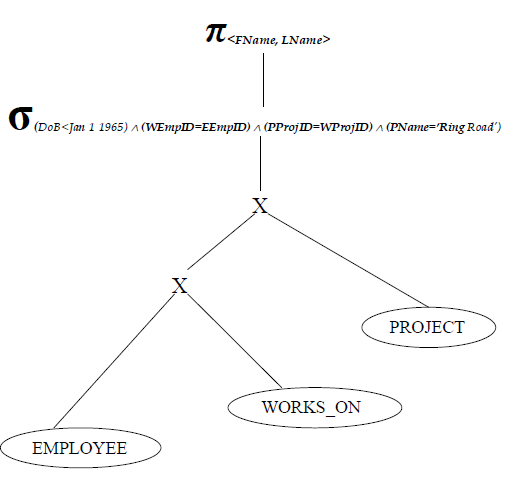 π<FName, LName>
σ(DoB<Jan 1 1965) ∧ (WEmpID=EEmpID) ∧ (PProjID=WProjID) ∧ (PName=‘Ring Road’)
X
X
PROJECT
WORKS_ON
EMPLOYEE